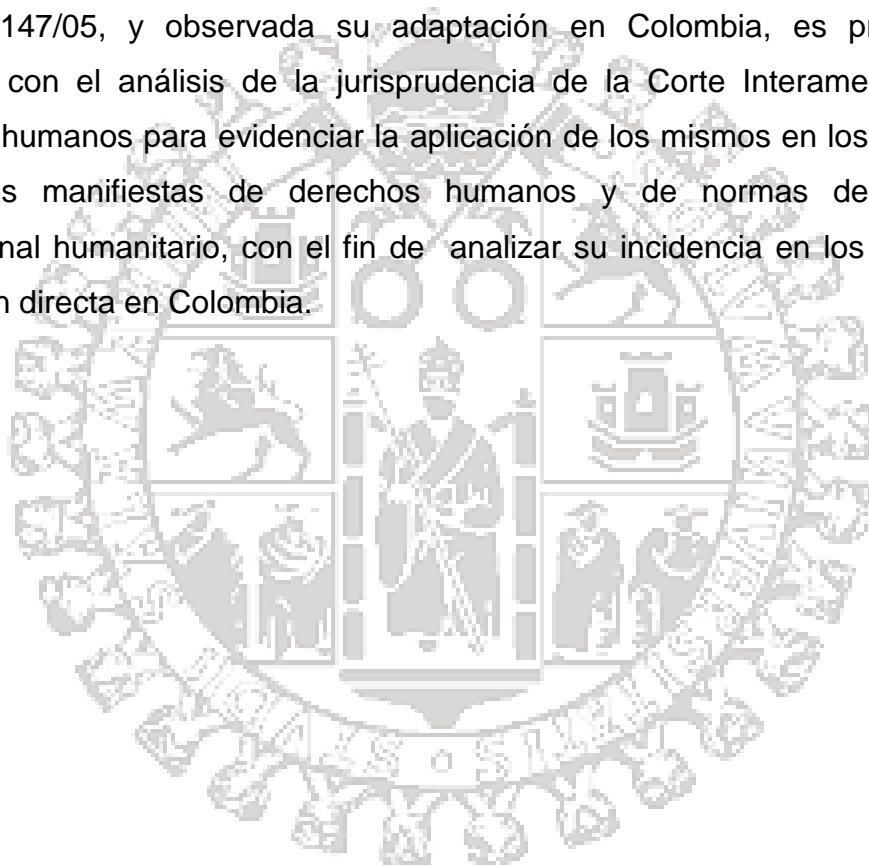 147/05, y observada su adaptación en Colombia, es pr
con el análisis de la jurisprudencia de la Corte Interame
humanos para evidenciar la aplicación de los mismos en los
s manifiestas de derechos humanos y de normas de
nal humanitario, con el fin de analizar su incidencia en los
n directa en Colombia.